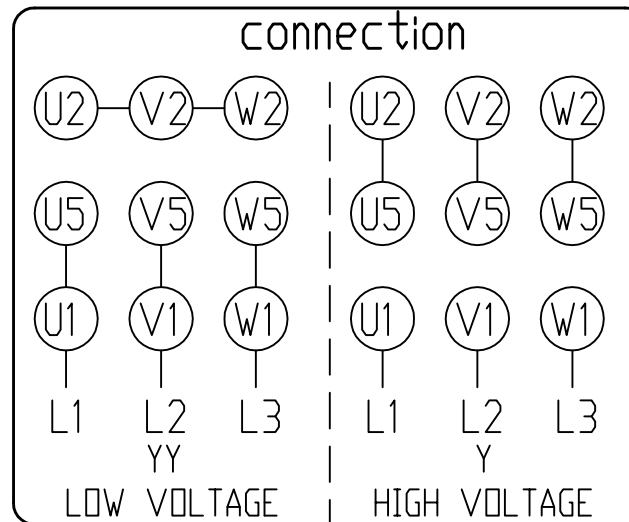 connection
U2 V2 W2 U2 V2 W2
U5 V5 W5 U5 V5 W5
U1 V1 W1 U1 V1 W1
L1 L2 L3 L1 L2 L3
YY Y
LOW VOLTAGE HIGH VOLTAGE